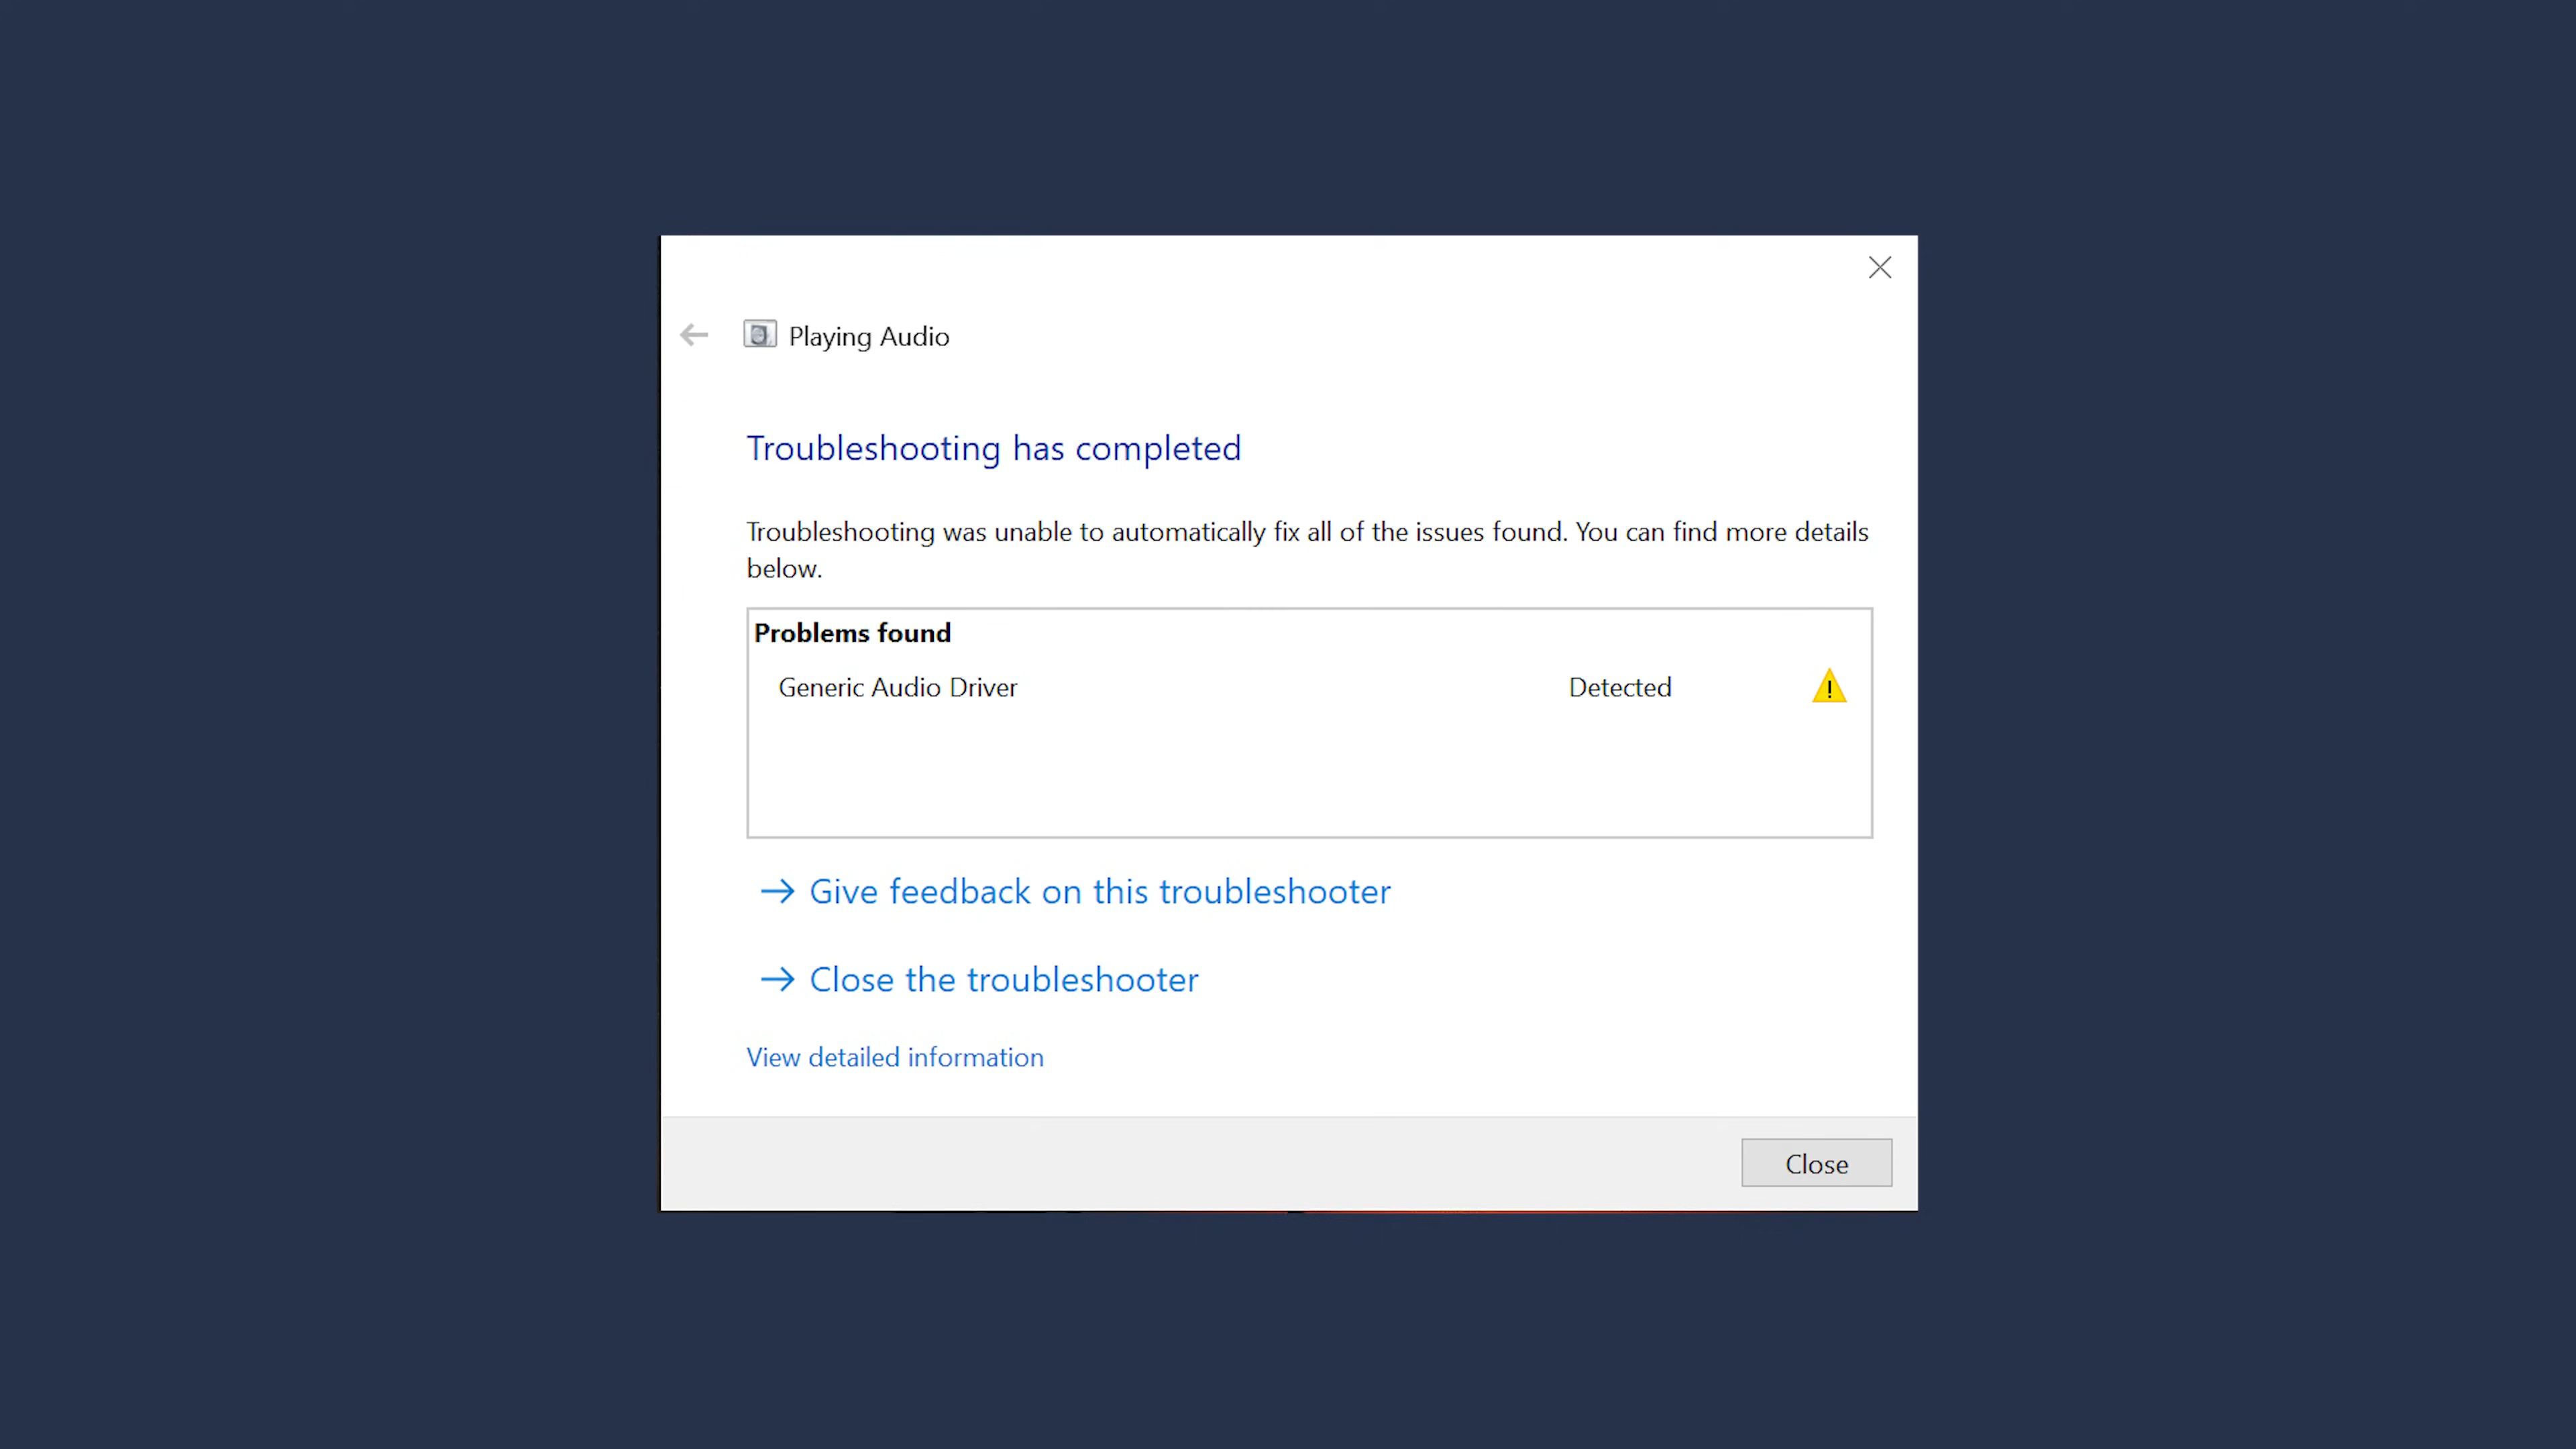 Playing Audio
Troubleshooting has completed
Troubleshooting was unable to automatically fix all of the issues found. You can find more details
below.
Problems found
Generic Audio Driver Detected
Give feedback on this troubleshooter
Close the troubleshooter
View detailed information
Close